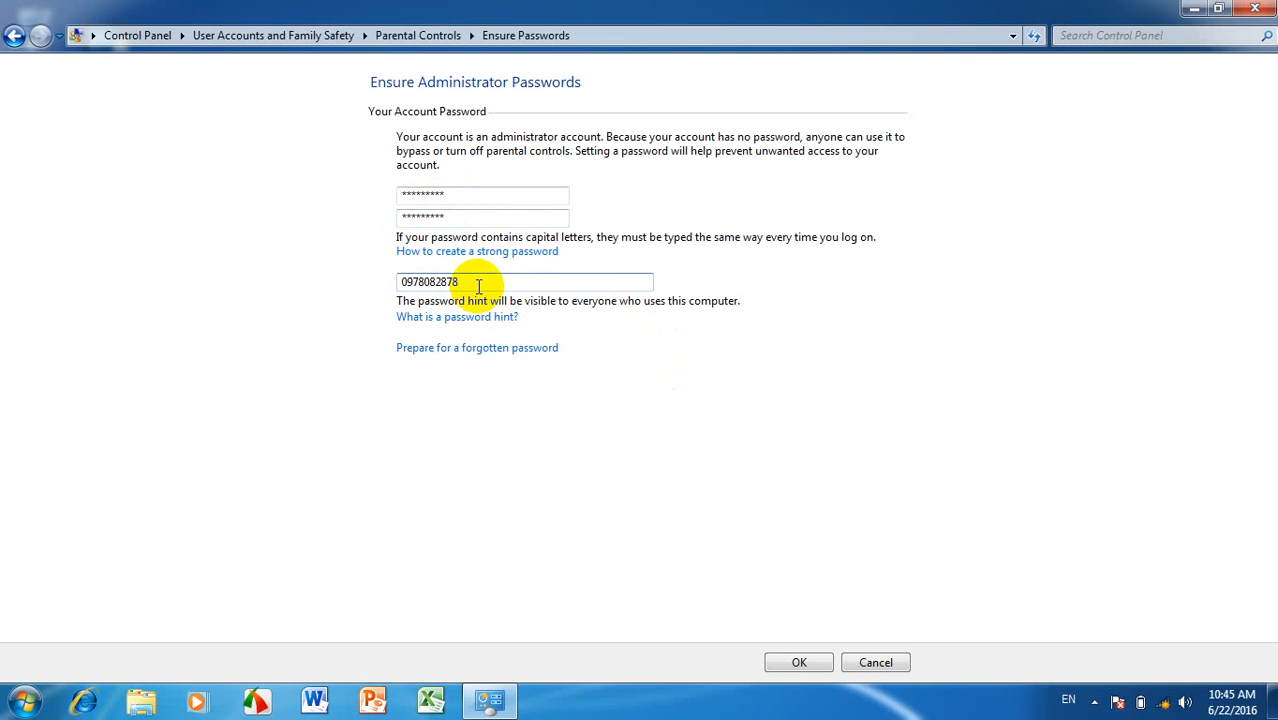 Control Panel User Accounts and Family Safety Parental Controls Ensure Passwords Search Control Panel
Ensure Administrator Passwords
Your Account Password
Your account is an administrator account. Because your account has no password, anyone can use it to
bypass or turn off parental controls. Setting a password will help prevent unwanted access to your
account.
*********
*********
If your password contains capital letters, they must be typed the same way every time you log on.
How to create a strong password
0978082878
The password hint will be visible to everyone who uses this computer.
What is a password hint?
Prepare for a forgotten password
OK Cancel
EN 10:45 AM
6/22/2016